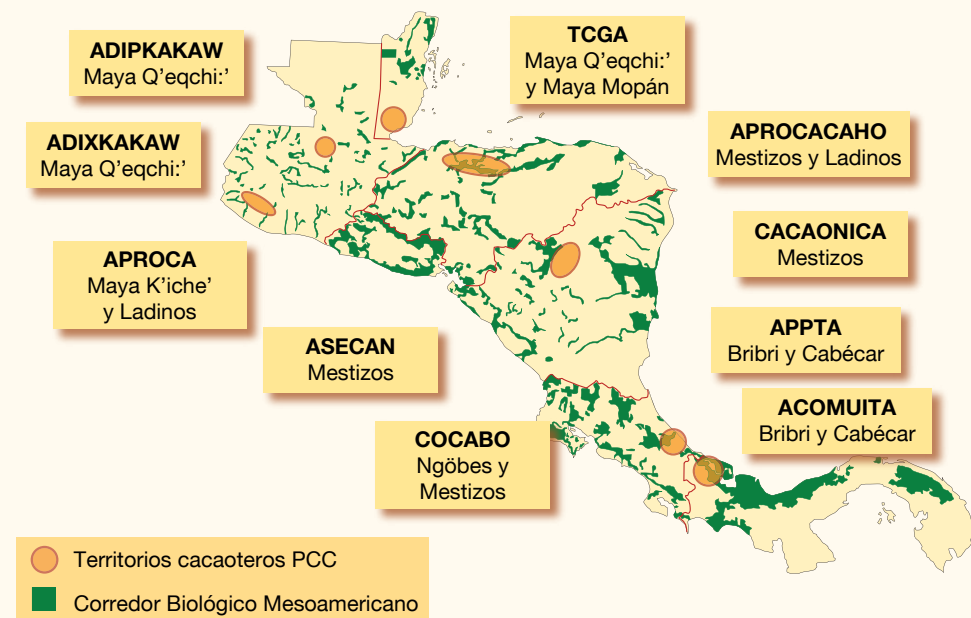 ADIPKAKAW
Maya Q’eqchi:’
TCGA
Maya Q’eqchi:’
y Maya Mopán
ADIXKAKAW
Maya Q’eqchi:’
APROCACAHO
Mestizos y Ladinos
CACAONICA
Mestizos
APROCA
Maya K’iche’
y Ladinos
ASECAN
Mestizos
APPTA
Bribri y Cabécar
ACOMUITA
Bribri y Cabécar
COCABO
Ngöbes y
Mestizos
Territorios cacaoteros PCC
Corredor Biológico Mesoamericano